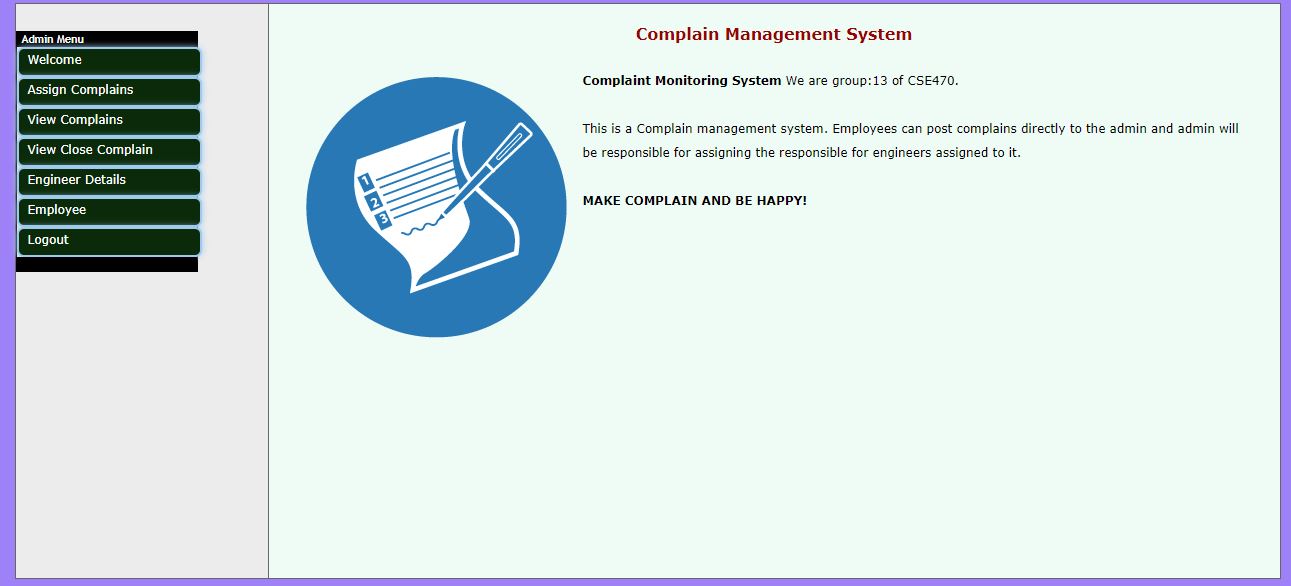 Admin Menu
Welcome
Assign Complains
View Complains
View Close Complain
Engineer Details
Employee
Logout
Complain Management System
Complaint Monitoring System We are group:13 of CSE470.
This is a Complain management system. Employees can post complains directly to the admin and admin will
be responsible for assigning the responsible for engineers assigned to it.
MAKE COMPLAIN AND BE HAPPY!
1
2
3